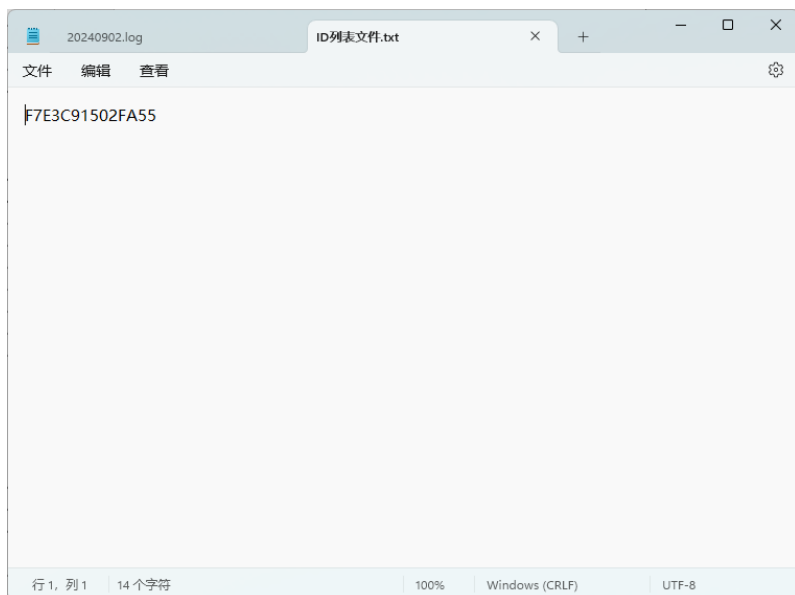 20240902.log
ID列表文件.txt
文件 编辑 查看
F7E3C91502FA55
行 1, 列 1 14 个字符 100% Windows (CRLF) UTF-8